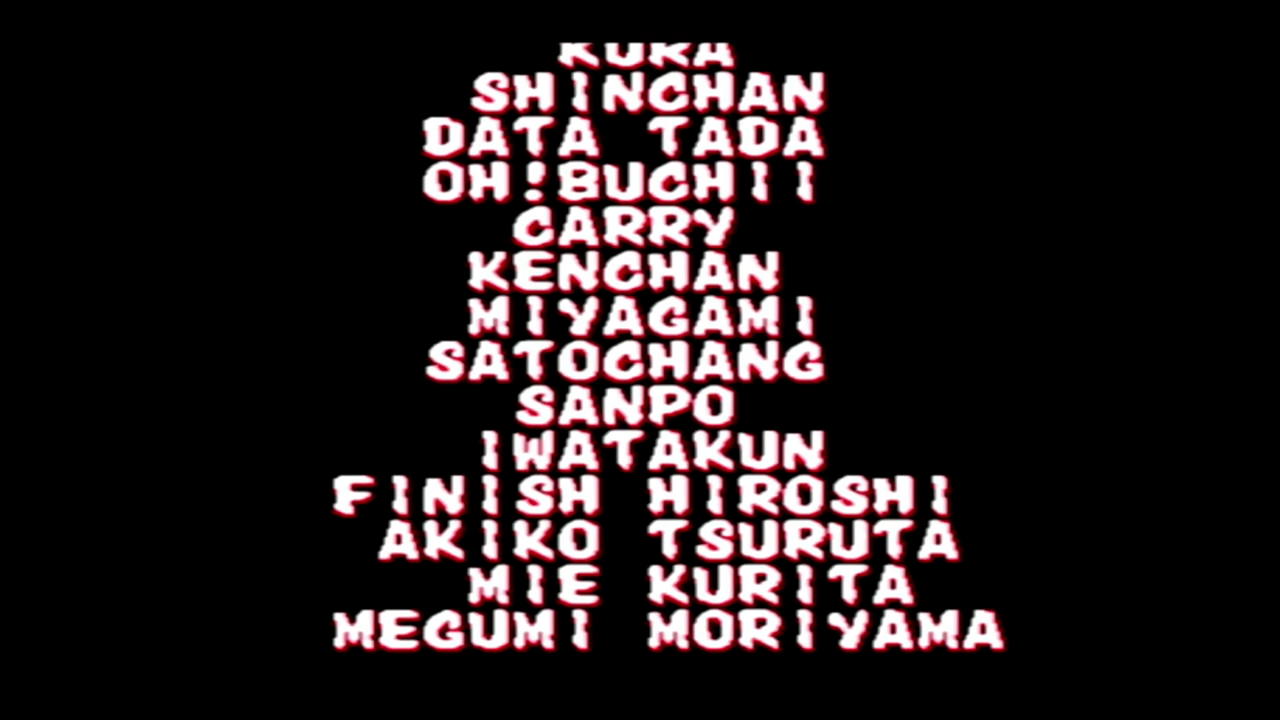 KURA
SHINCHAN
DATA TADA
OH!BUCHII
CARRY
KENCHAN
MIYAGAMI
SATOCHANG
SANPO
IWATAKUN
FINISH HIROSHI
AKIKO TSURUTA
MIE KURITA
MEGUMI MORIYAMA